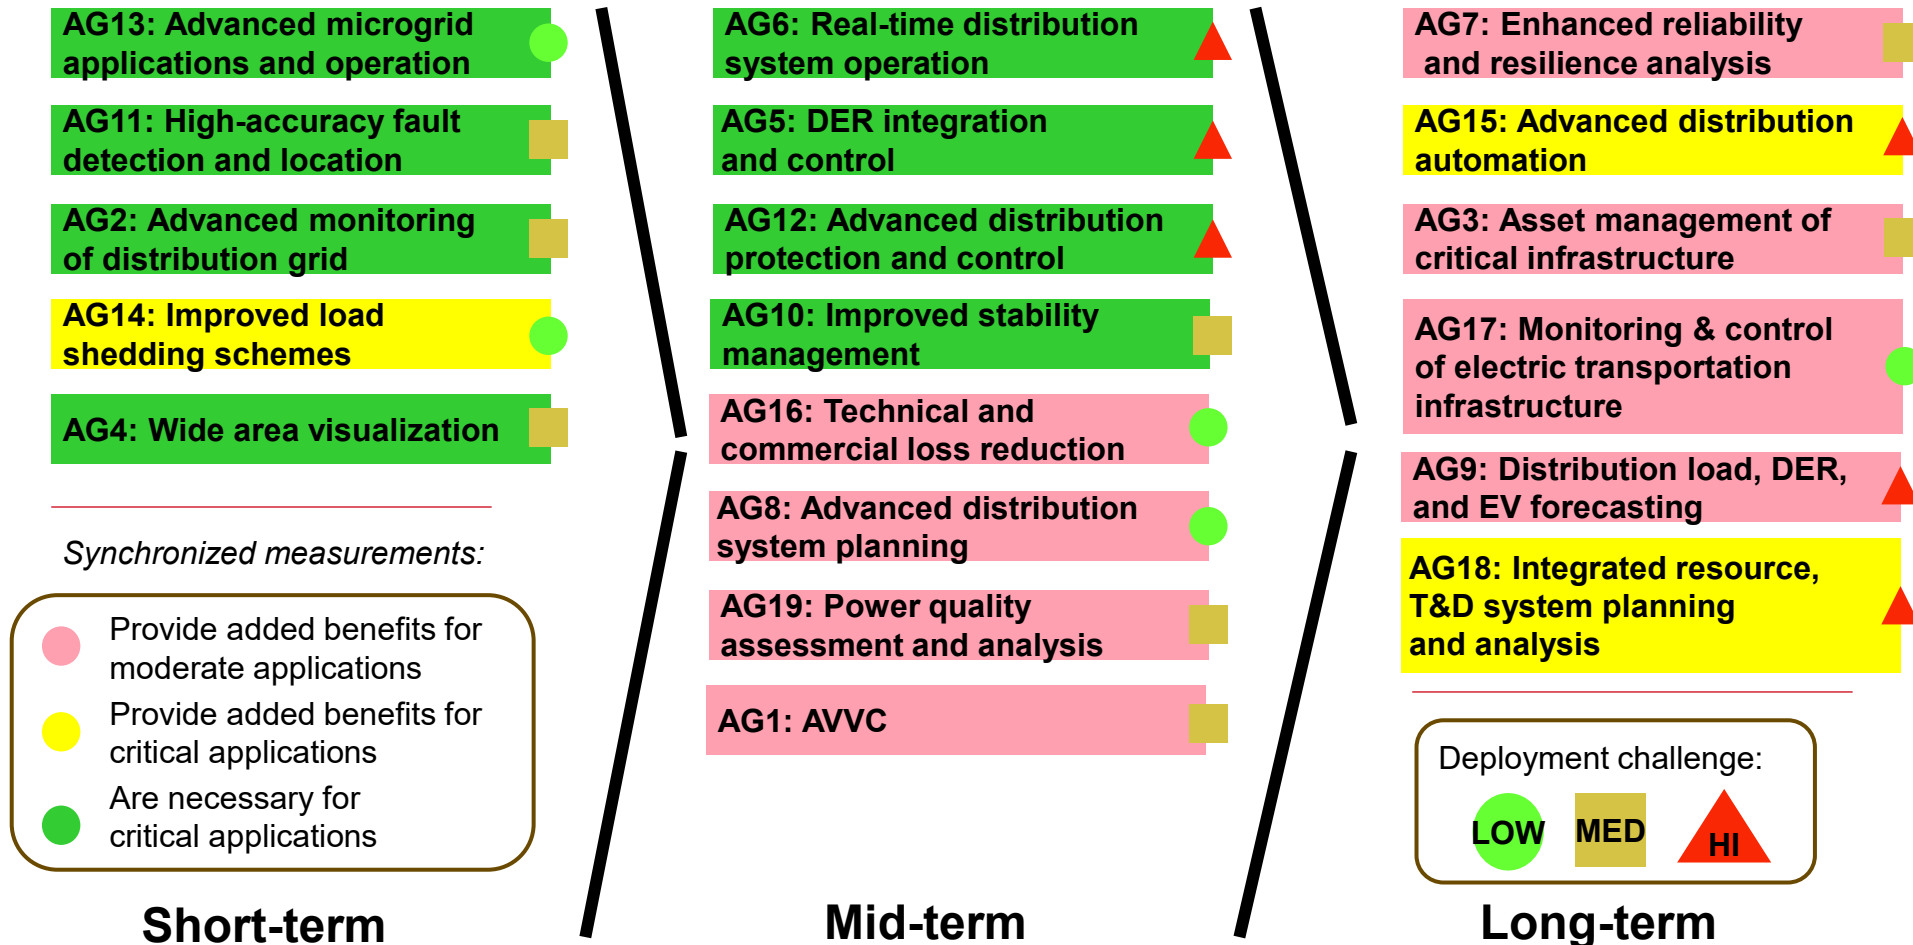 AG13: Advanced microgrid
applications and operation
AG11: High-accuracy fault
detection and location
AG2: Advanced monitoring
of distribution grid
AG14: Improved load
shedding schemes
AG4: Wide area visualization
Synchronized measurements:
Provide added benefits for
moderate applications
Provide added benefits for
critical applications
Are necessary for
critical applications
Short-term
AG6: Real-time distribution
system operation
AG5: DER integration
and control
AG12: Advanced distribution
protection and control
AG10: Improved stability
management
AG16: Technical and
commercial loss reduction
AG8: Advanced distribution
system planning
AG19: Power quality
assessment and analysis
AG1: AVVC
Mid-term
AG7: Enhanced reliability
and resilience analysis
AG15: Advanced distribution
automation
AG3: Asset management of
critical infrastructure
AG17: Monitoring & control
of electric transportation
infrastructure
AG9: Distribution load, DER,
and EV forecasting
AG18: Integrated resource,
T&D system planning
and analysis
Deployment challenge:
LOW MED HI
Long-term